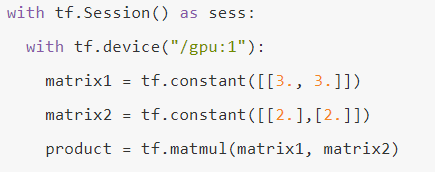 with tf.Session() as sess:
  with tf.device("/gpu:1"):
    matrix1 = tf.constant([[3., 3.]])
    matrix2 = tf.constant([[2.],[2.]])
    product = tf.matmul(matrix1, matrix2)